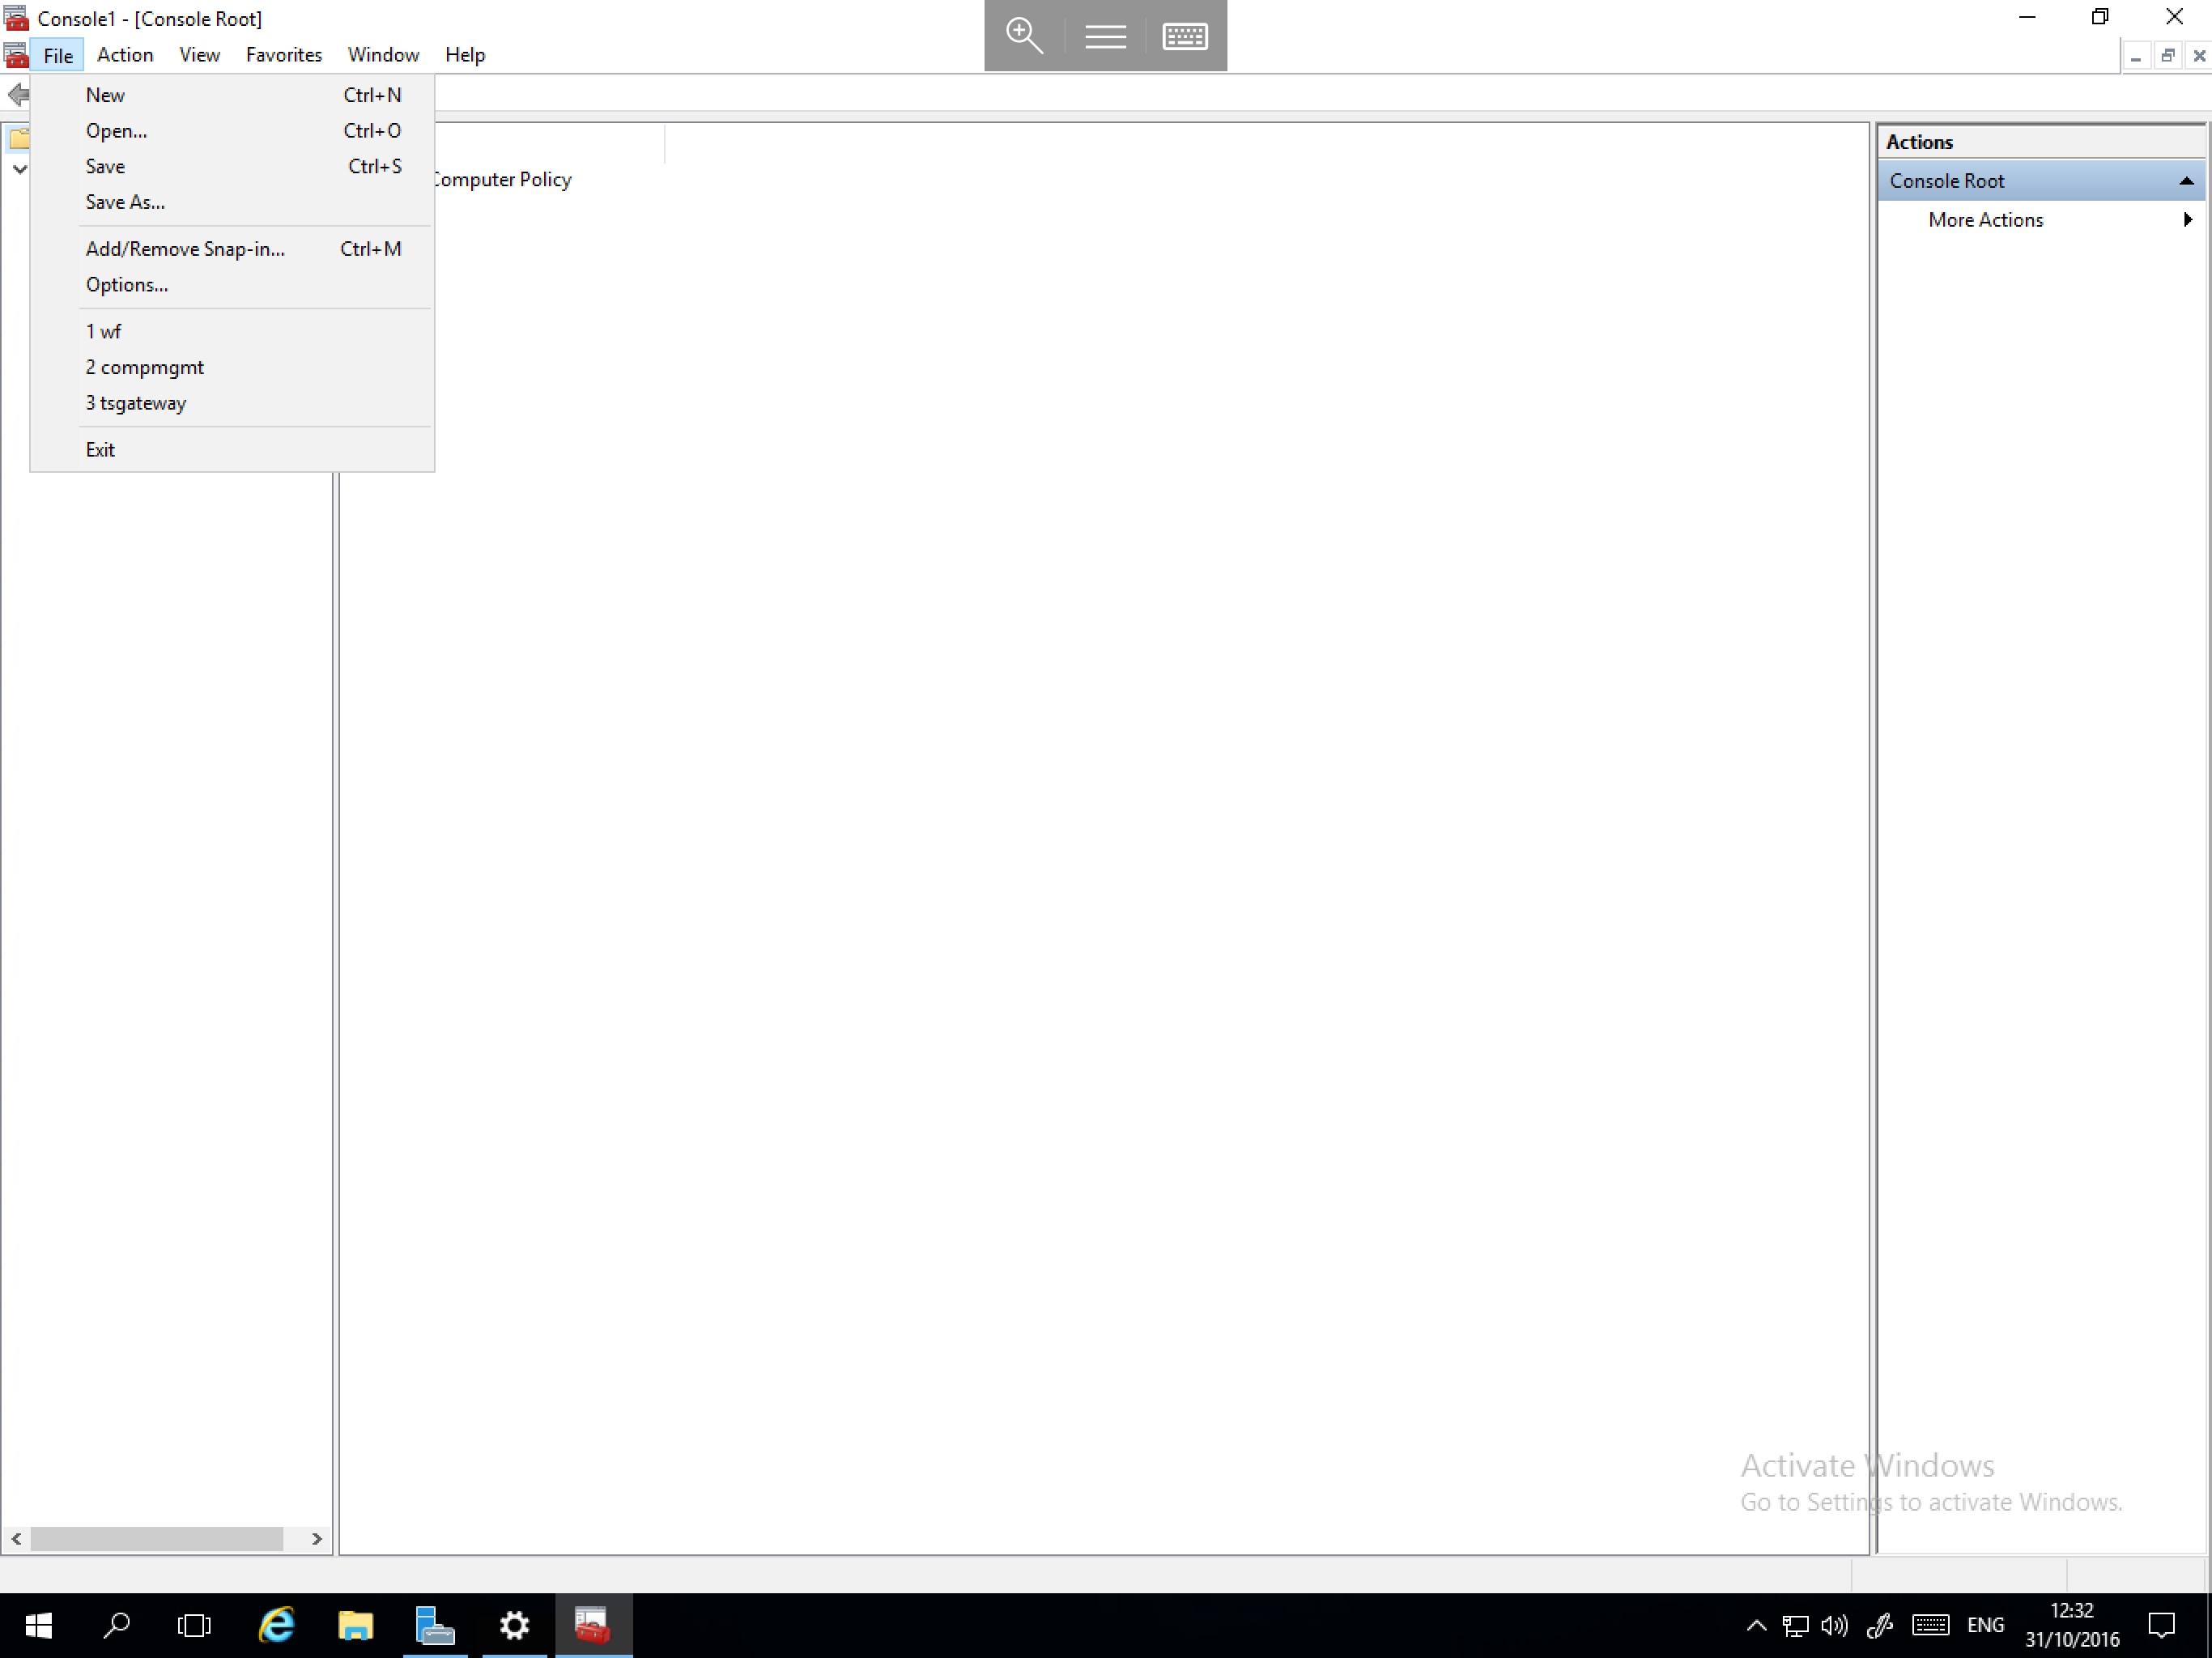 Console1 - [Console Root]
File Action View Favorites Window Help
New Ctrl+N
Open... Ctrl+O
Save Ctrl+S
Save As...
Add/Remove Snap-in... Ctrl+M
Options...
1 wf
2 compmgmt
3 tsgateway
Exit
Computer Policy
Actions
Console Root
More Actions
Activate Windows
Go to Settings to activate Windows.
ENG
12:32
31/10/2016